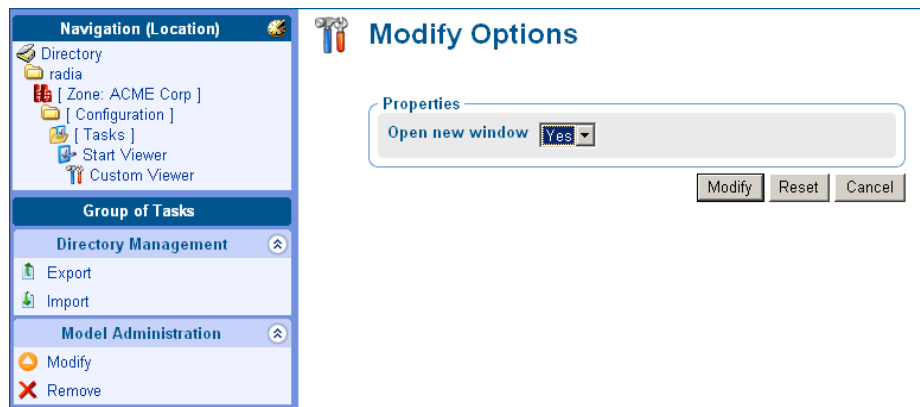 Navigation (Location)
Directory
radia
[ Zone: ACME Corp ]
[ Configuration ]
[ Tasks ]
Start Viewer
Custom Viewer
Group of Tasks
Directory Management
Export
Import
Model Administration
Modify
Remove
Modify Options
Properties
Open new window Yes
Modify Reset Cancel